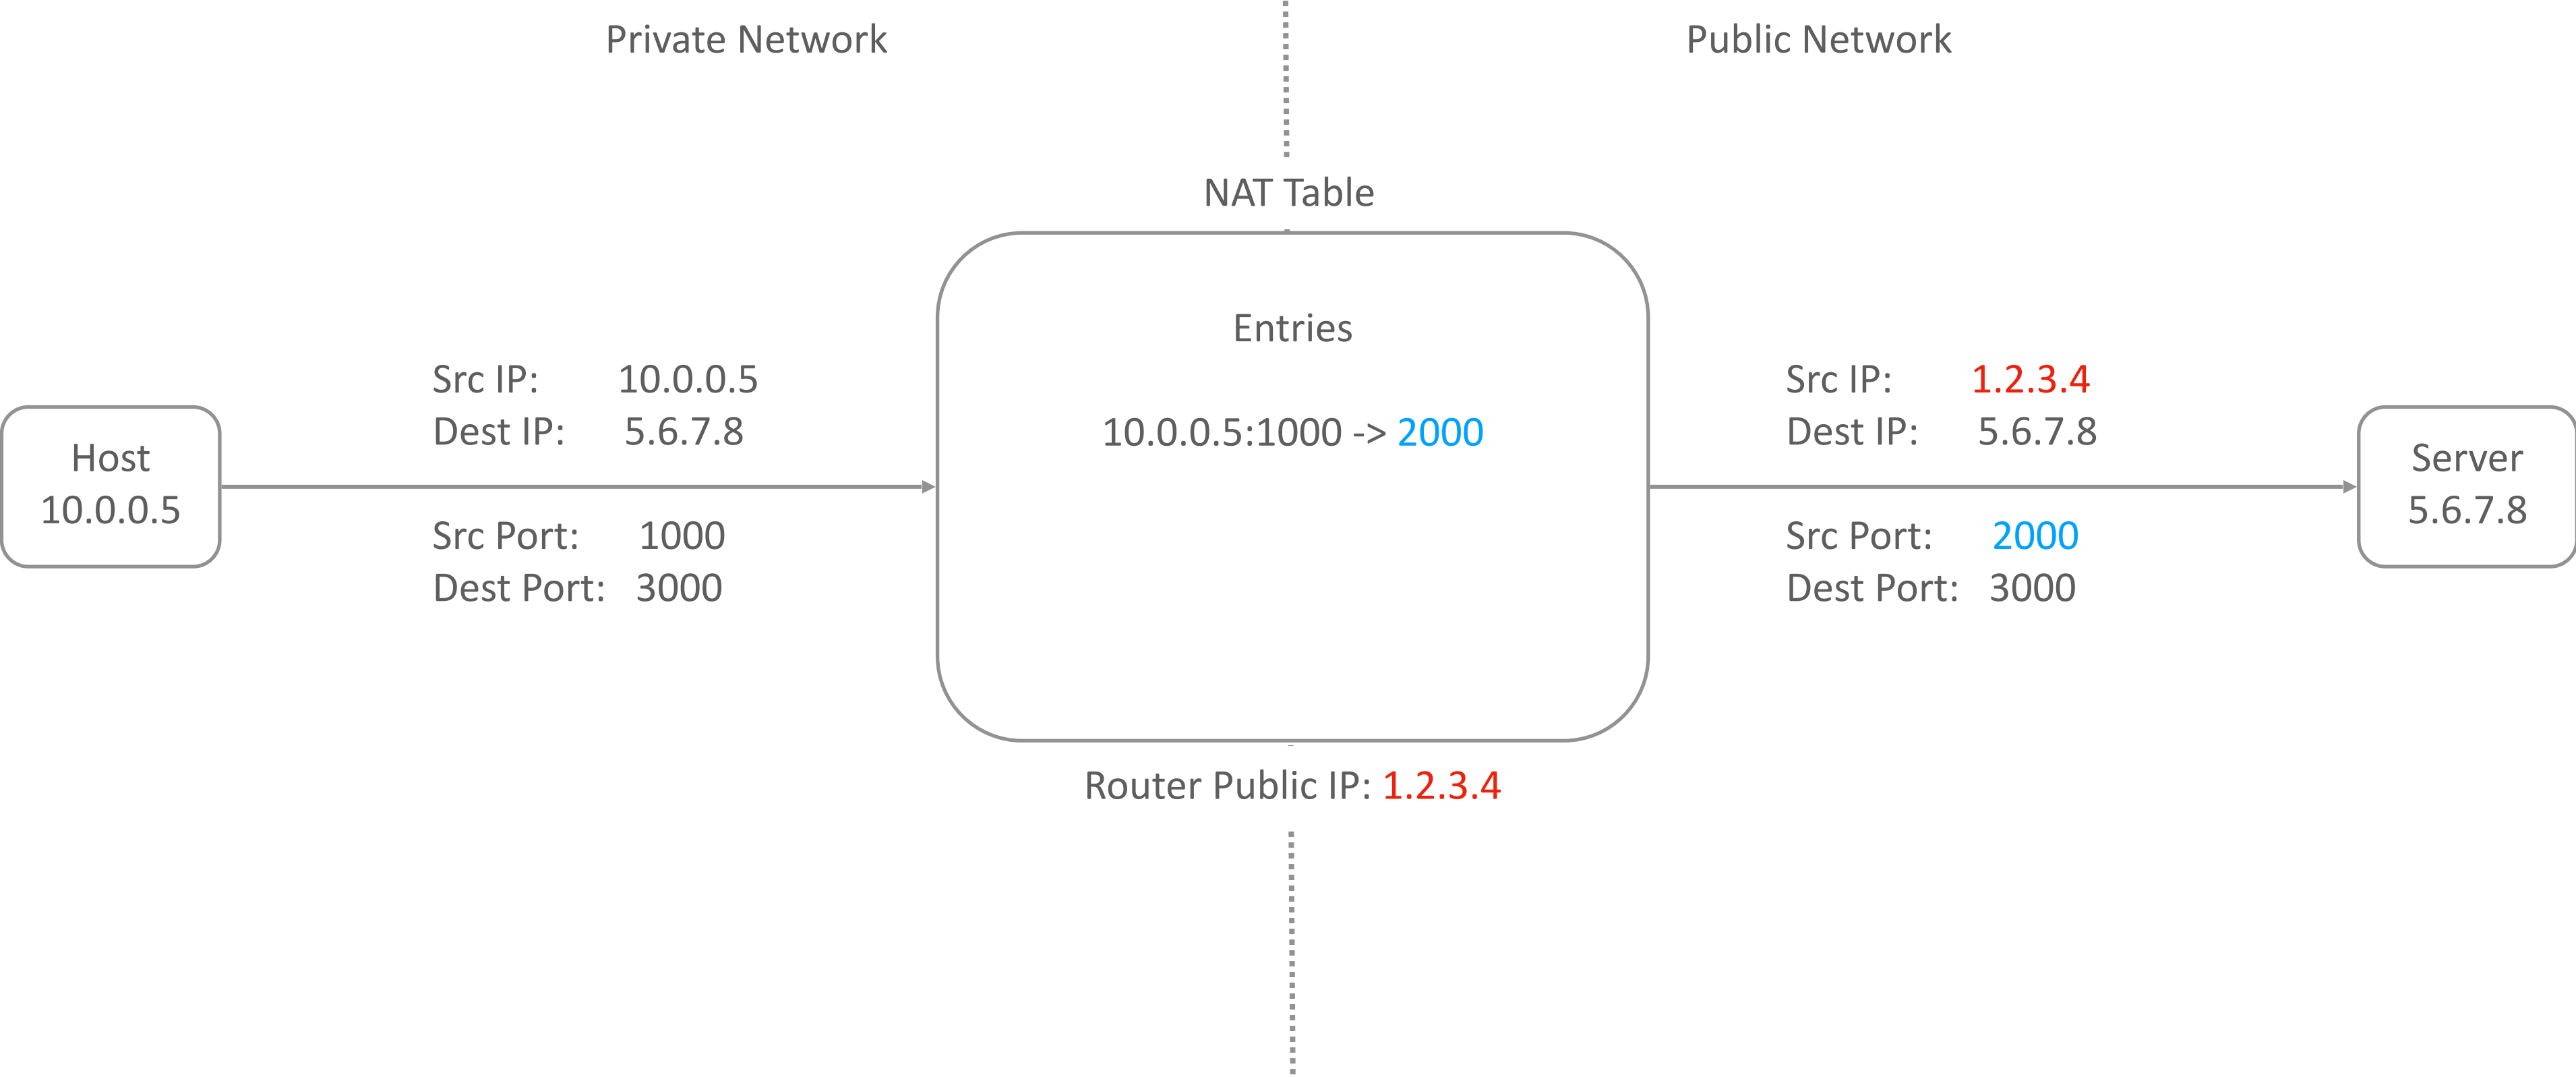 Private Network
Public Network
NAT Table
Entries
10.0.0.5:1000 -> 2000
Host
10.0.0.5
Src IP: 10.0.0.5
Dest IP: 5.6.7.8
Src Port: 1000
Dest Port: 3000
Src IP: 1.2.3.4
Dest IP: 5.6.7.8
Src Port: 2000
Dest Port: 3000
Server
5.6.7.8
Router Public IP: 1.2.3.4